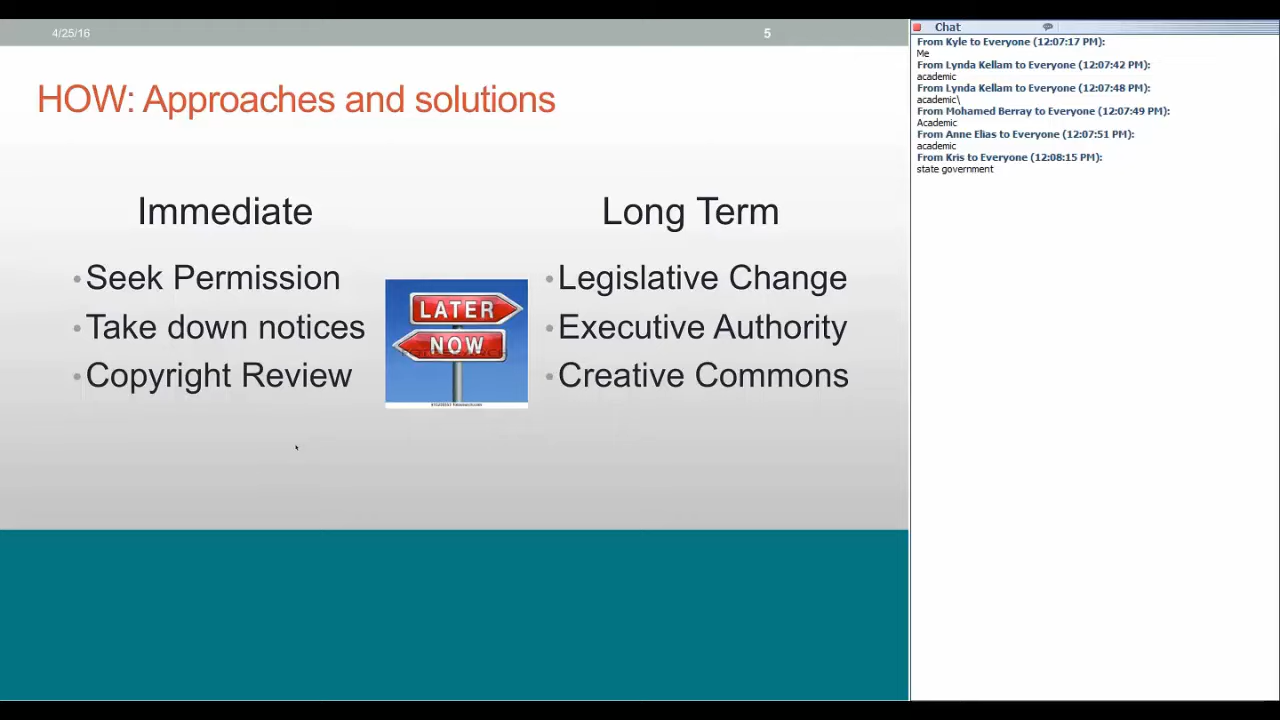 4/25/16
5
HOW: Approaches and solutions
Immediate
•Seek Permission
•Take down notices
•Copyright Review
LATER
NOW
Long Term
•Legislative Change
•Executive Authority
•Creative Commons
Chat
From Kyle to Everyone (12:07:17 PM):
Me
From Lynda Kellam to Everyone (12:07:42 PM):
academic
From Lynda Kellam to Everyone (12:07:48 PM):
academic\
From Mohamed Berray to Everyone (12:07:49 PM):
Academic
From Anne Elias to Everyone (12:07:51 PM):
academic
From Kris to Everyone (12:08:15 PM):
state government